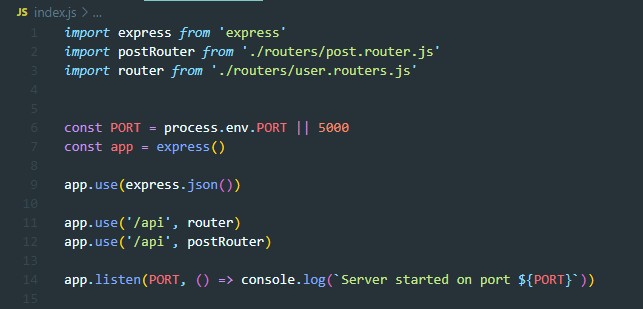 JS index.js > ...
1 import express from 'express'
2 import postRouter from './routers/post.router.js'
3 import router from './routers/user.routers.js'
4
5
6 const PORT = process.env.PORT || 5000
7 const app = express()
8
9 app.use(express.json())
10
11 app.use('/api', router)
12 app.use('/api', postRouter)
13
14 app.listen(PORT, () => console.log(`Server started on port ${PORT}`))
15